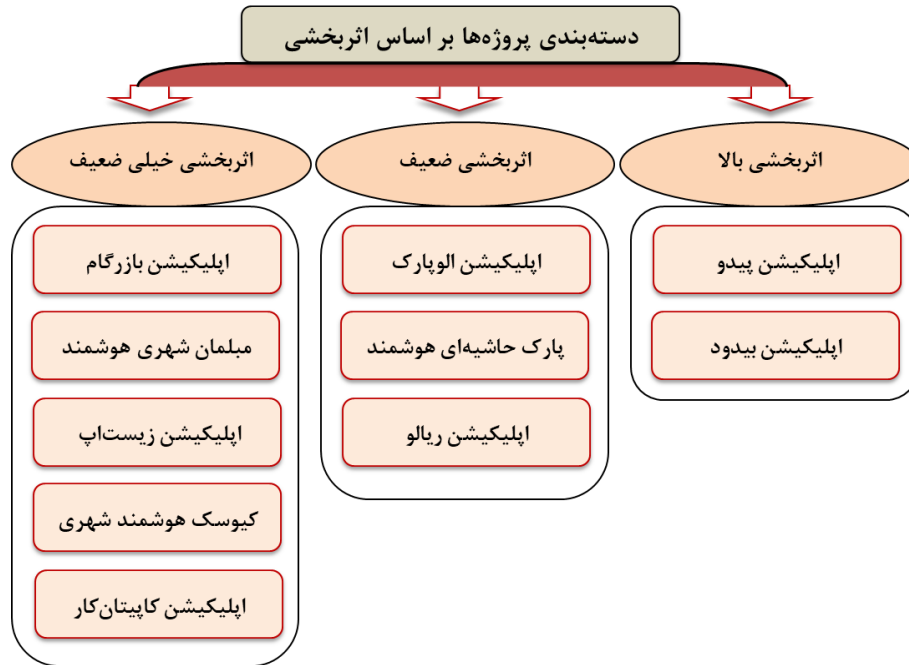 دسته‌بندی پروژه‌ها بر اساس اثربخشی
اثربخشی بالا
اپلیکیشن پیدو
اپلیکیشن بیدود
اثربخشی ضعیف
اپلیکیشن الوپارک
پارک حاشیه‌ای هوشمند
اپلیکیشن ریالو
اثربخشی خیلی ضعیف
اپلیکیشن بازرگام
مبلمان شهری هوشمند
اپلیکیشن زیست‌اپ
کیوسک هوشمند شهری
اپلیکیشن کاپیتان‌کار